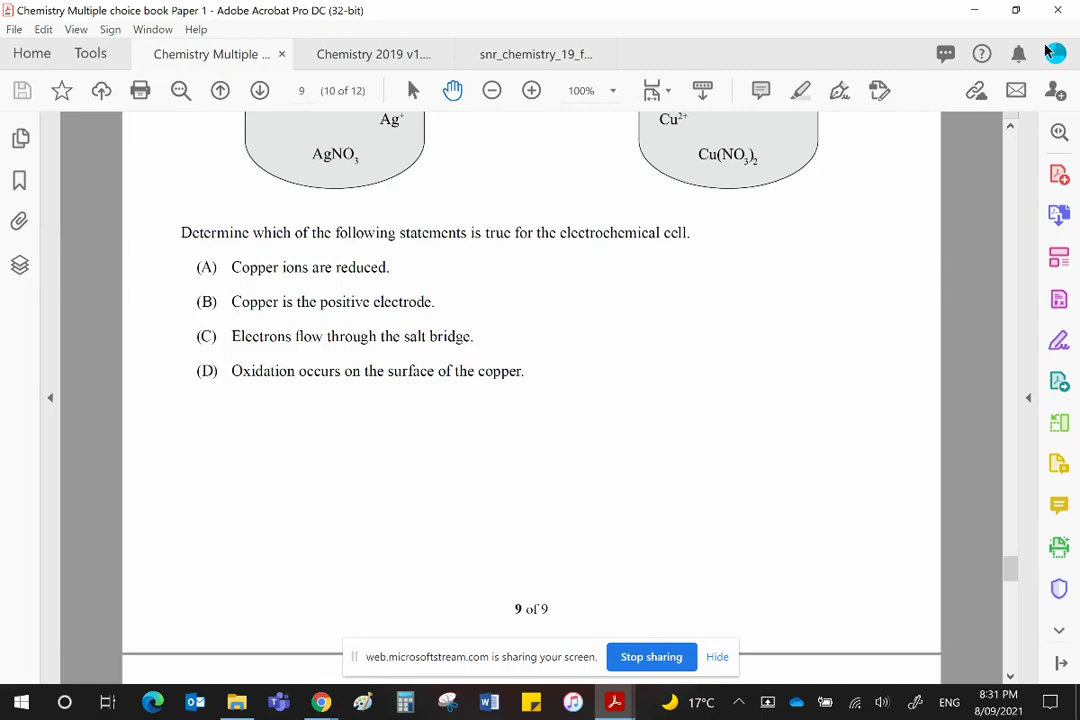 Chemistry Multiple choice book Paper 1 - Adobe Acrobat Pro DC (32-bit)
File Edit View Sign Window Help
Home Tools Chemistry Multiple ... × Chemistry 2019 v1.... snr_chemistry_19_f...
9 (10 of 12) 100%
Ag⁺ Cu²⁺
AgNO₃ Cu(NO₃)₂
Determine which of the following statements is true for the electrochemical cell.
(A) Copper ions are reduced.
(B) Copper is the positive electrode.
(C) Electrons flow through the salt bridge.
(D) Oxidation occurs on the surface of the copper.
9 of 9
web.microsoftstream.com is sharing your screen. Stop sharing Hide
17°C ENG 8:31 PM
8/09/2021